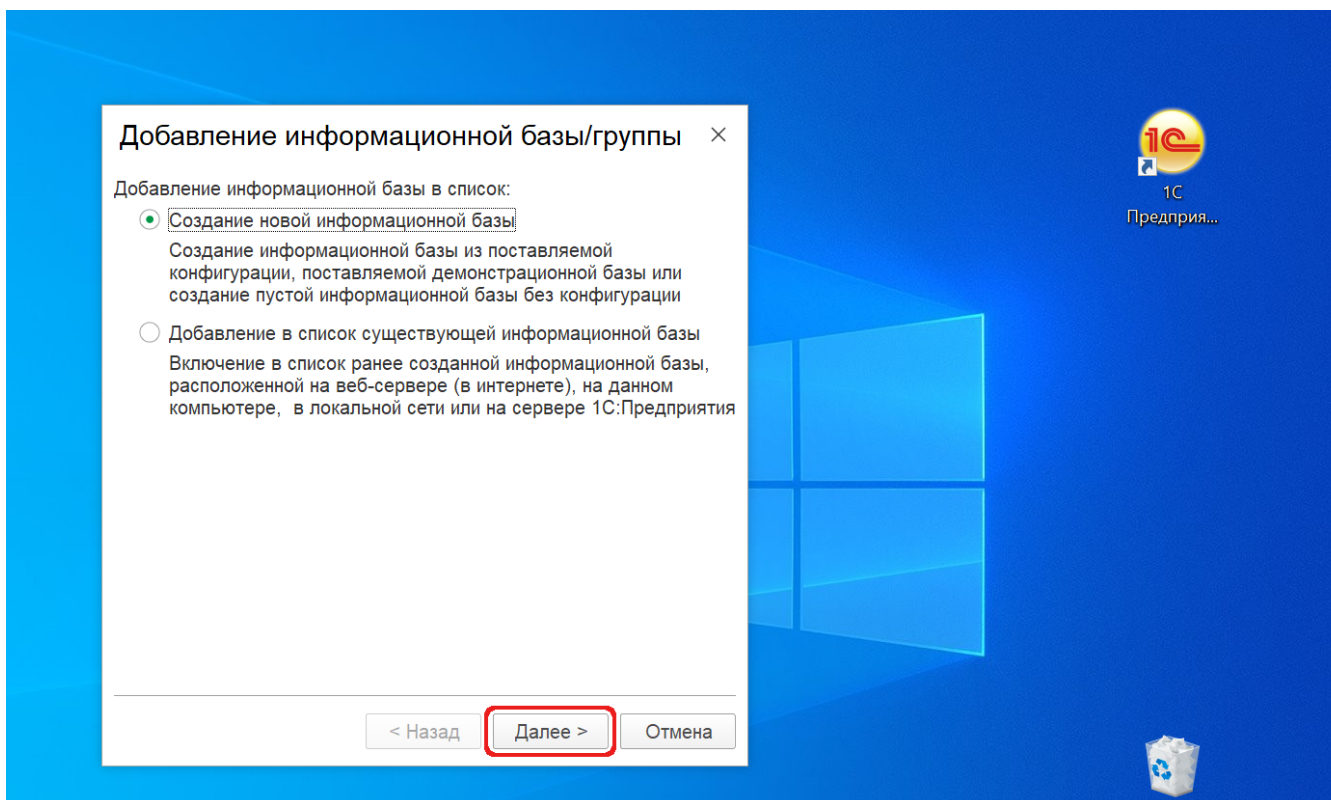 Добавление информационной базы/группы
Добавление информационной базы в список:
Создание новой информационной базы
Создание информационной базы из поставляемой
конфигурации, поставляемой демонстрационной базы или
создание пустой информационной базы без конфигурации
Добавление в список существующей информационной базы
Включение в список ранее созданной информационной базы,
расположенной на веб-сервере (в интернете), на данном
компьютере, в локальной сети или на сервере 1С:Предприятия
< Назад
Далее >
Отмена
1С
1С
Предприя...